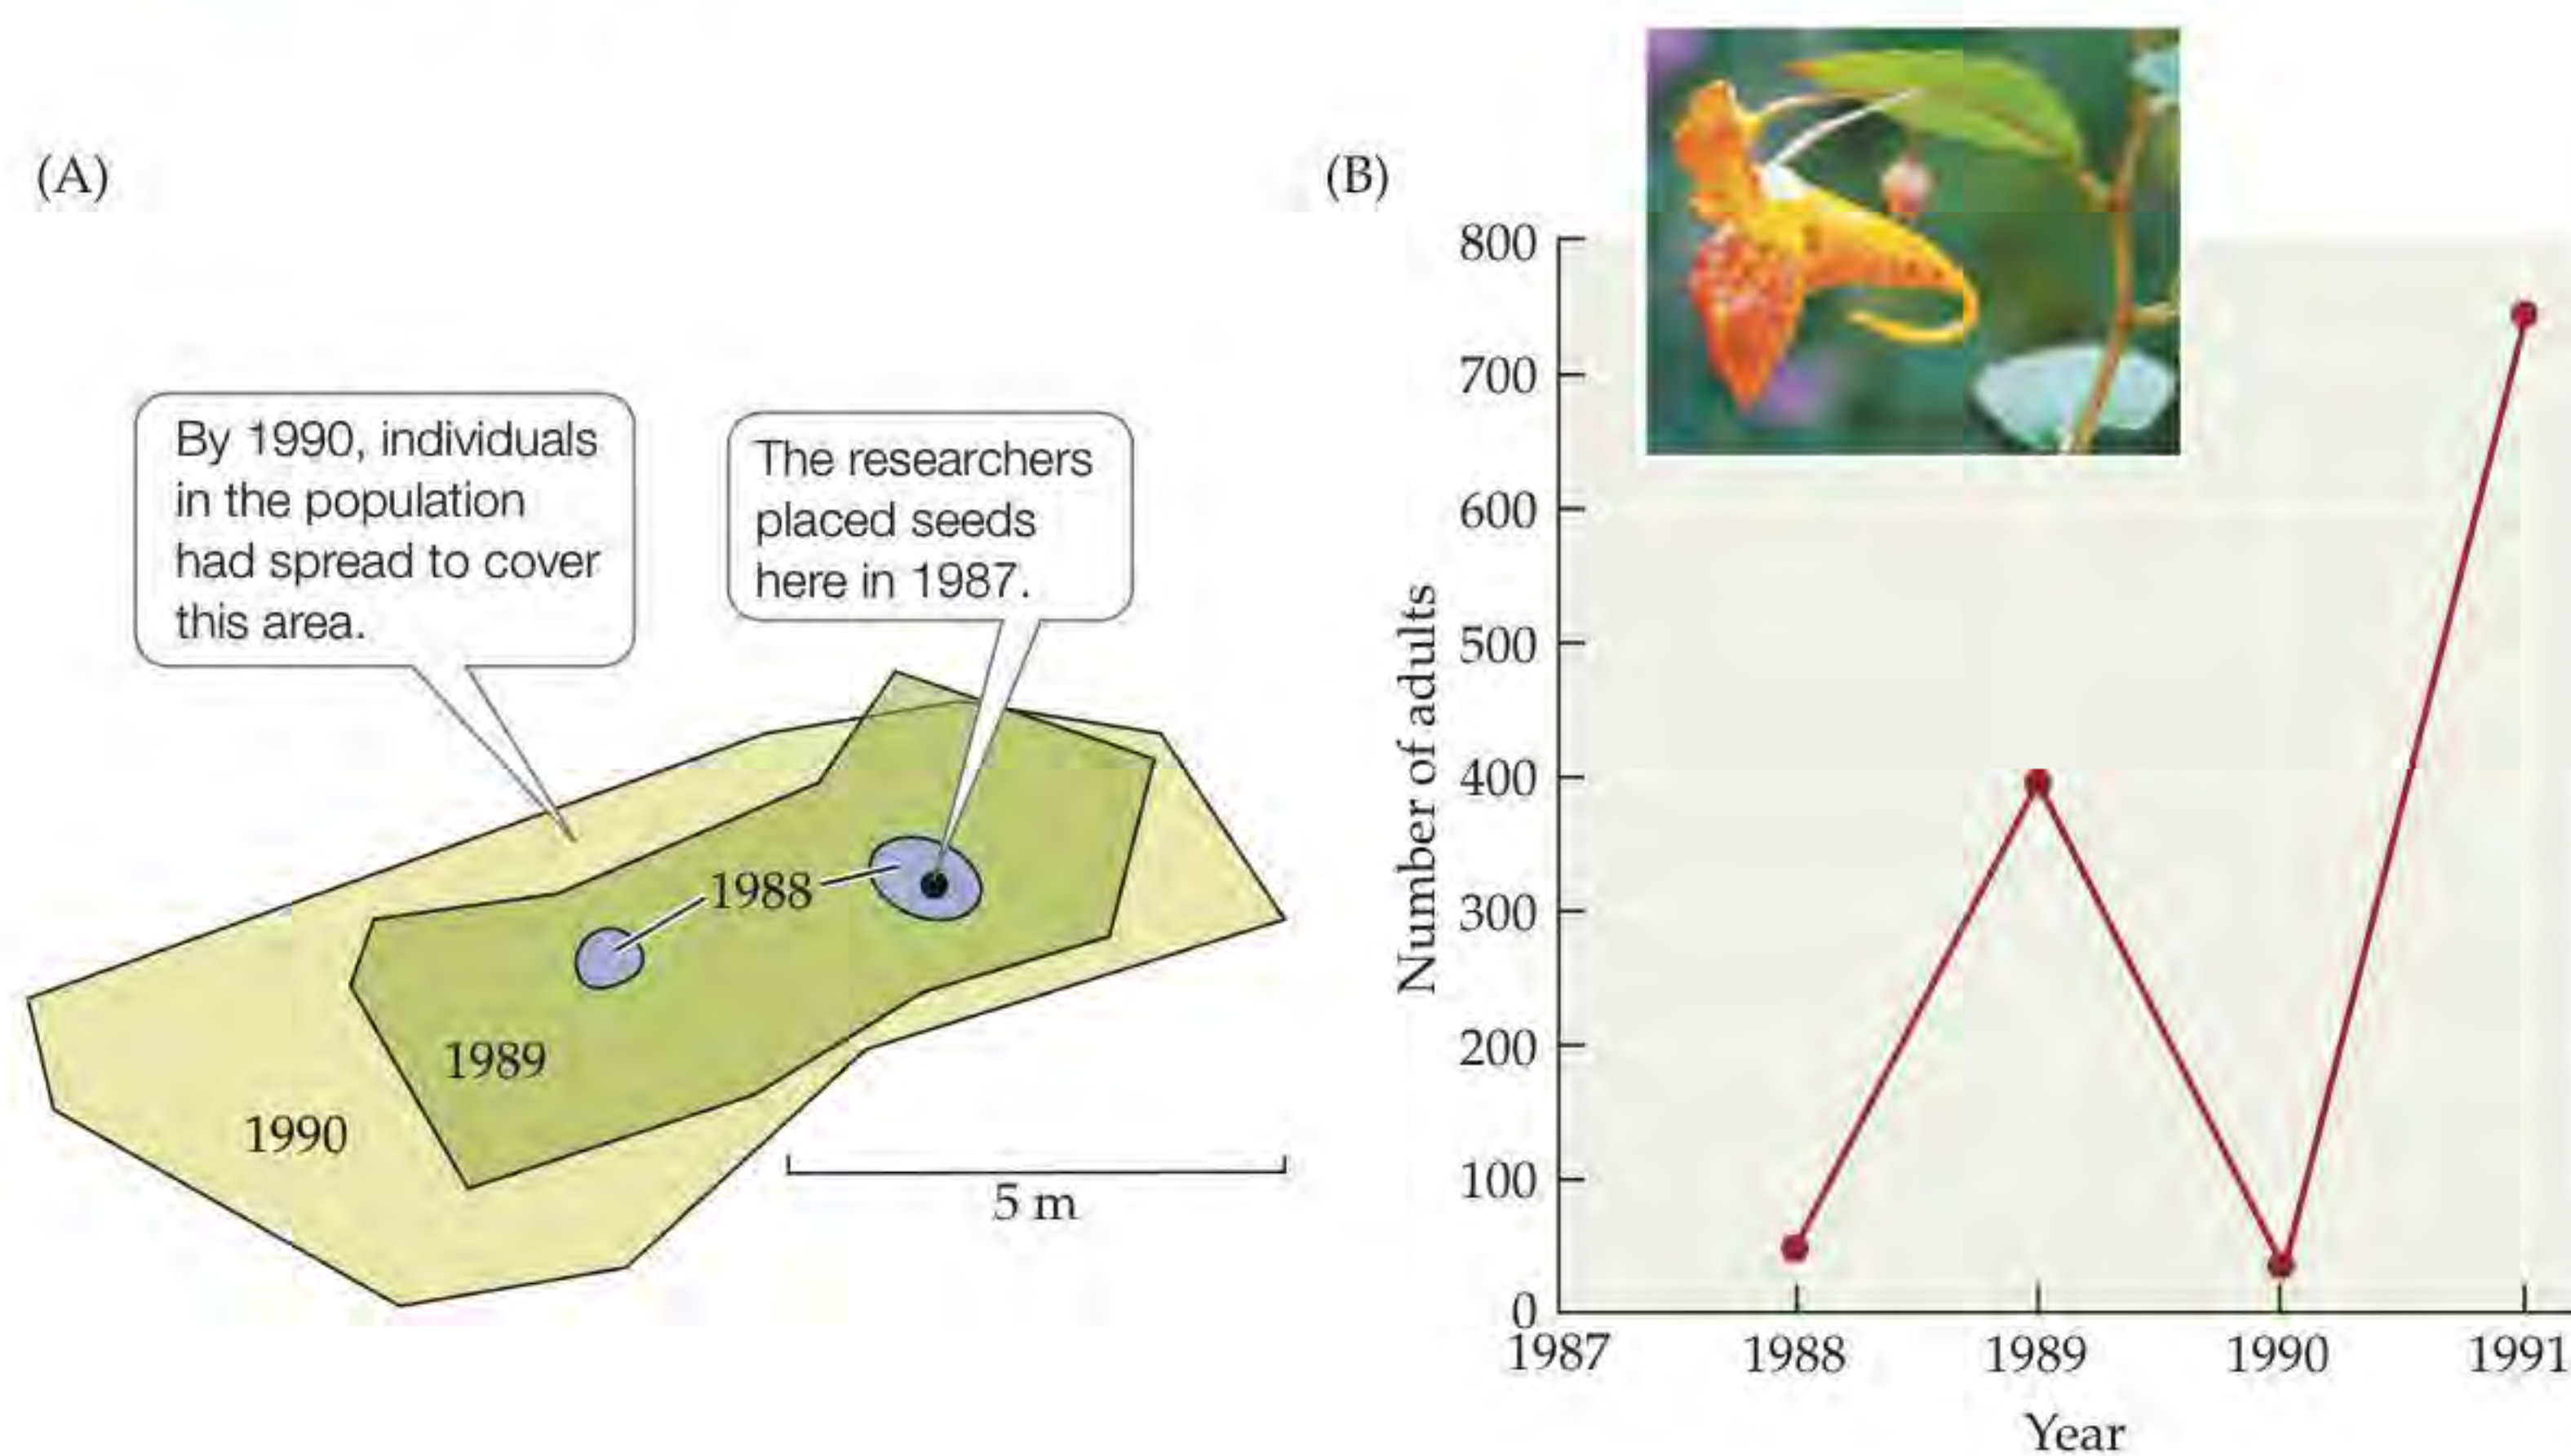 (A)
By 1990, individuals
in the population
had spread to cover
this area.
The researchers
placed seeds
here in 1987.
1988
1989
1990
5 m
(B)
800
700
600
500
400
300
200
100
0
Number of adults
1987 1988 1989 1990 1991
Year